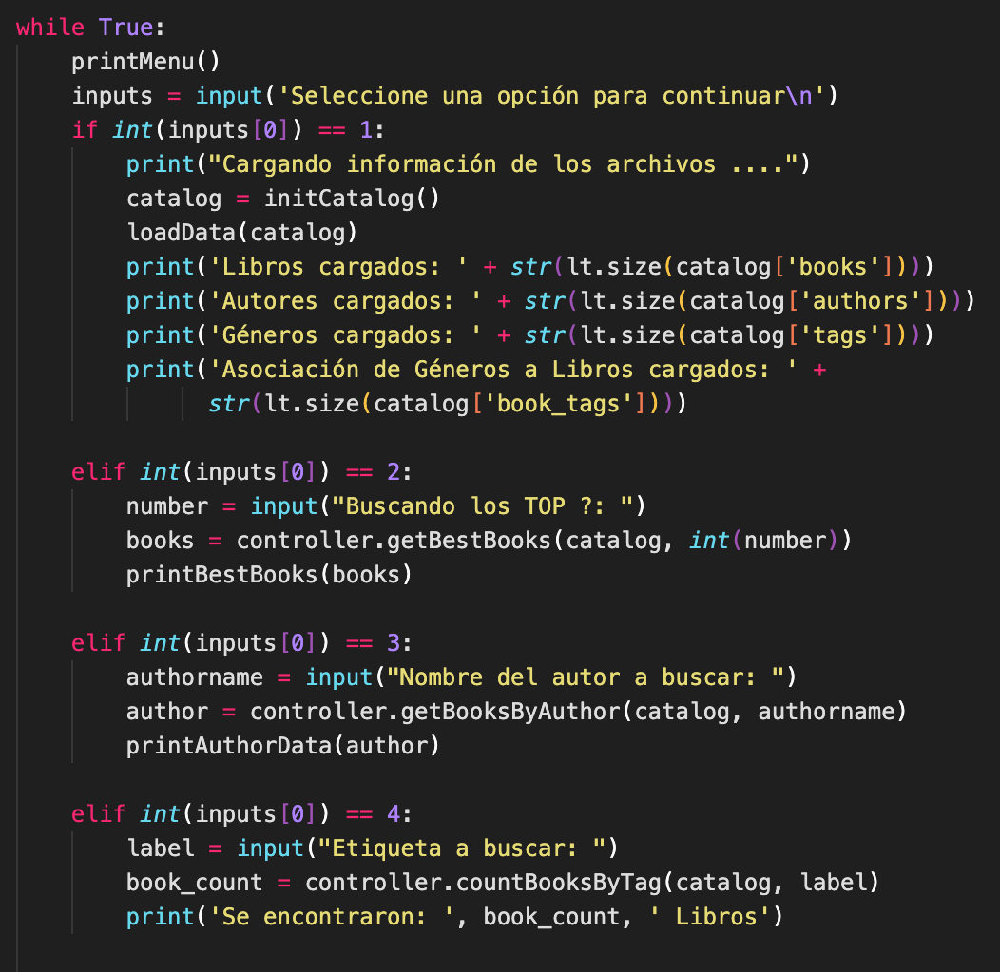 while True:
    printMenu()
    inputs = input('Seleccione una opción para continuar\n')
    if int(inputs[0]) == 1:
        print("Cargando información de los archivos ....")
        catalog = initCatalog()
        loadData(catalog)
        print('Libros cargados: ' + str(lt.size(catalog['books'])))
        print('Autores cargados: ' + str(lt.size(catalog['authors'])))
        print('Géneros cargados: ' + str(lt.size(catalog['tags'])))
        print('Asociación de Géneros a Libros cargados: ' +
              str(lt.size(catalog['book_tags'])))
    elif int(inputs[0]) == 2:
        number = input("Buscando los TOP ?: ")
        books = controller.getBestBooks(catalog, int(number))
        printBestBooks(books)
    elif int(inputs[0]) == 3:
        authorname = input("Nombre del autor a buscar: ")
        author = controller.getBooksByAuthor(catalog, authorname)
        printAuthorData(author)
    elif int(inputs[0]) == 4:
        label = input("Etiqueta a buscar: ")
        book_count = controller.countBooksByTag(catalog, label)
        print('Se encontraron: ', book_count, ' Libros')